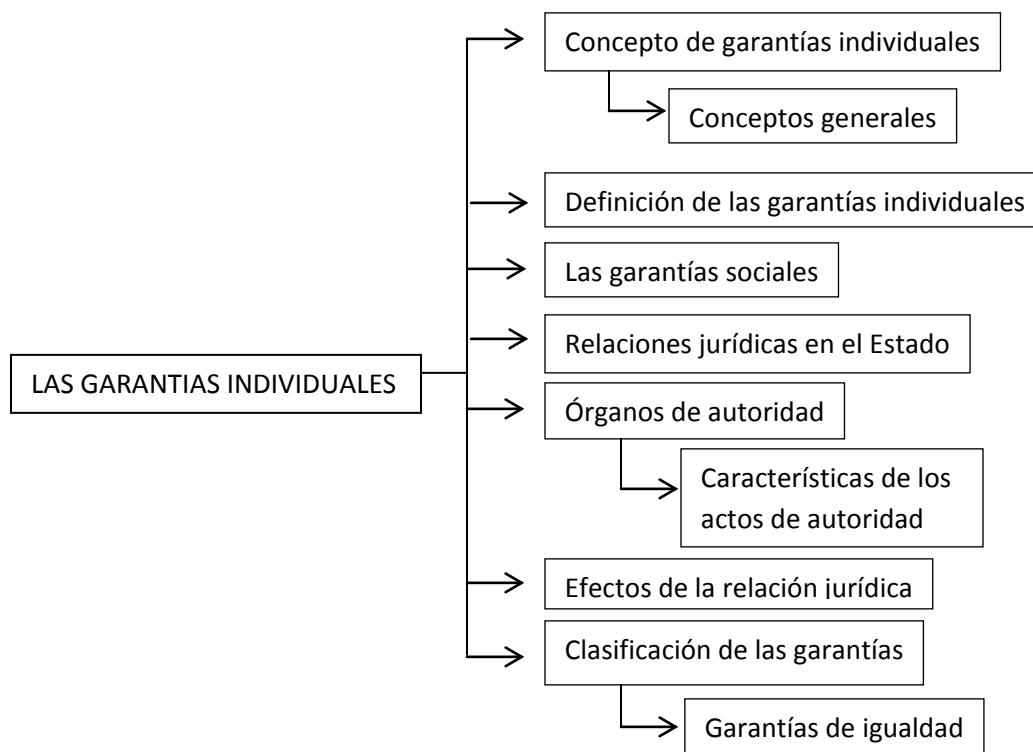 Concepto de garantías individuales
Conceptos generales
Definición de las garantías individuales
Las garantías sociales
Relaciones jurídicas en el Estado
LAS GARANTIAS INDIVIDUALES
Órganos de autoridad
Características de los
actos de autoridad
Efectos de la relación jurídica
Clasificación de las garantías
Garantías de igualdad